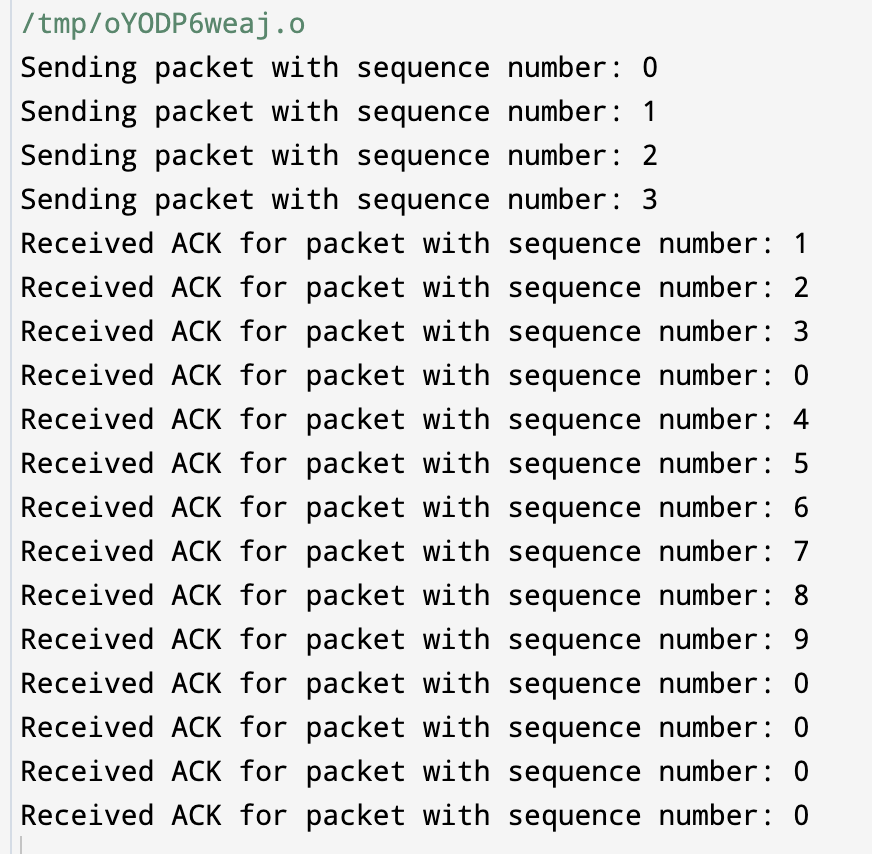 /tmp/oYODP6weaj.o
Sending packet with sequence number: 0
Sending packet with sequence number: 1
Sending packet with sequence number: 2
Sending packet with sequence number: 3
Received ACK for packet with sequence number: 1
Received ACK for packet with sequence number: 2
Received ACK for packet with sequence number: 3
Received ACK for packet with sequence number: 0
Received ACK for packet with sequence number: 4
Received ACK for packet with sequence number: 5
Received ACK for packet with sequence number: 6
Received ACK for packet with sequence number: 7
Received ACK for packet with sequence number: 8
Received ACK for packet with sequence number: 9
Received ACK for packet with sequence number: 0
Received ACK for packet with sequence number: 0
Received ACK for packet with sequence number: 0
Received ACK for packet with sequence number: 0